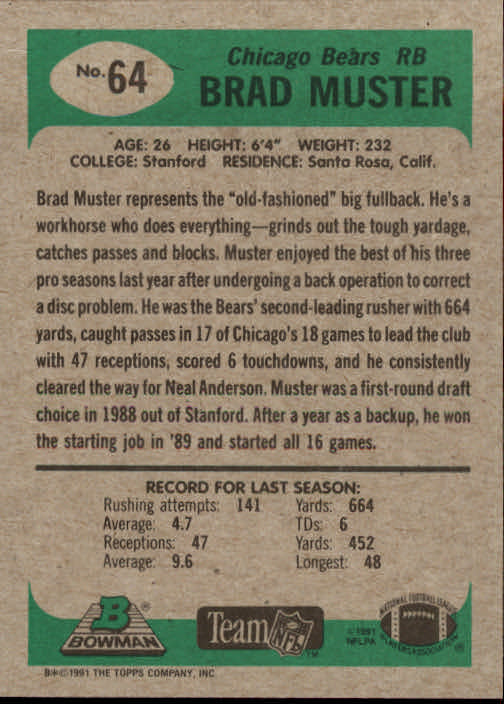 No. 64
Chicago Bears RB
BRAD MUSTER
AGE: 26 HEIGHT: 6'4" WEIGHT: 232
COLLEGE: Stanford RESIDENCE: Santa Rosa, Calif.
Brad Muster represents the "old-fashioned" big fullback. He's a
workhorse who does everything—grinds out the tough yardage,
catches passes and blocks. Muster enjoyed the best of his three
pro seasons last year after undergoing a back operation to correct
a disc problem. He was the Bears' second-leading rusher with 664
yards, caught passes in 17 of Chicago's 18 games to lead the club
with 47 receptions, scored 6 touchdowns, and he consistently
cleared the way for Neal Anderson. Muster was a first-round draft
choice in 1988 out of Stanford. After a year as a backup, he won
the starting job in '89 and started all 16 games.
RECORD FOR LAST SEASON:
Rushing attempts: 141 Yards: 664
Average: 4.7 TDs: 6
Receptions: 47 Yards: 452
Average: 9.6 Longest: 48
B ®
BOWMAN
Team NFL ™
© 1991
NFLPA
NATIONAL FOOTBALL LEAGUE
PLAYERS ASSOCIATION ®
B*©1991 THE TOPPS COMPANY, INC